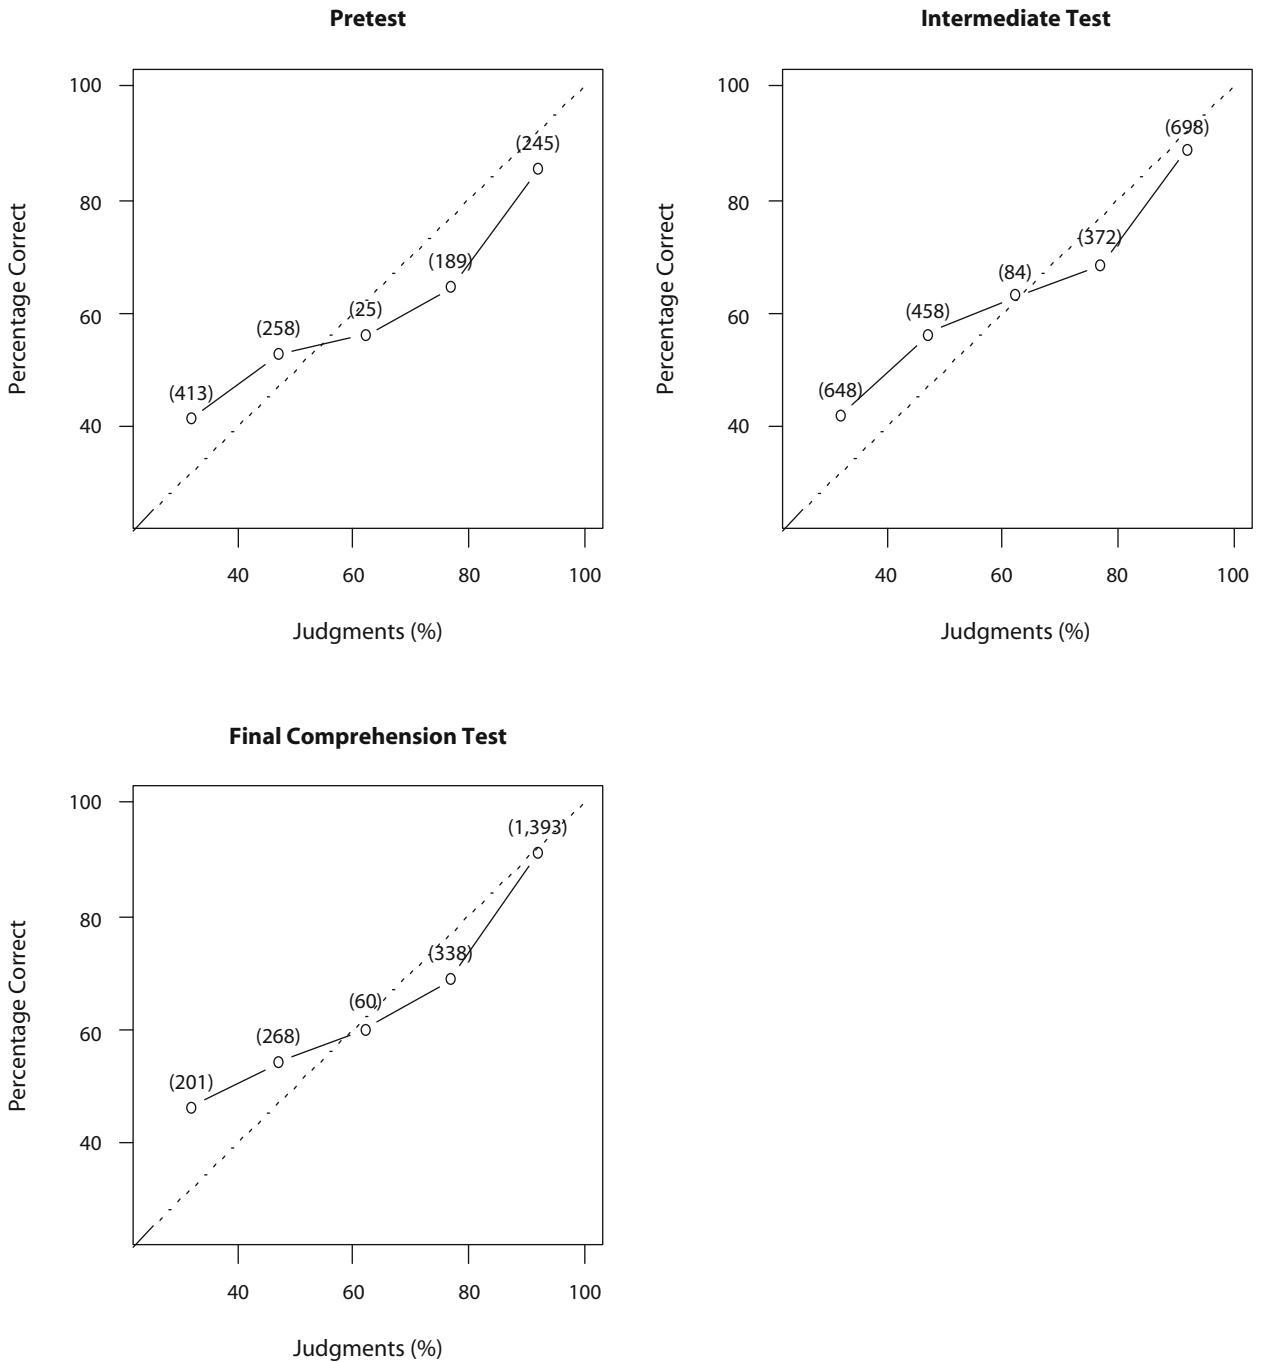 Pretest
100
80
60
40
Percentage Correct
(413)
(258)
(25)
(189)
(245)
40 60 80 100
Judgments (%)
Intermediate Test
100
80
60
40
Percentage Correct
(648)
(458)
(84)
(372)
(698)
40 60 80 100
Judgments (%)
Final Comprehension Test
100
80
60
40
Percentage Correct
(201)
(268)
(60)
(338)
(1,393)
40 60 80 100
Judgments (%)